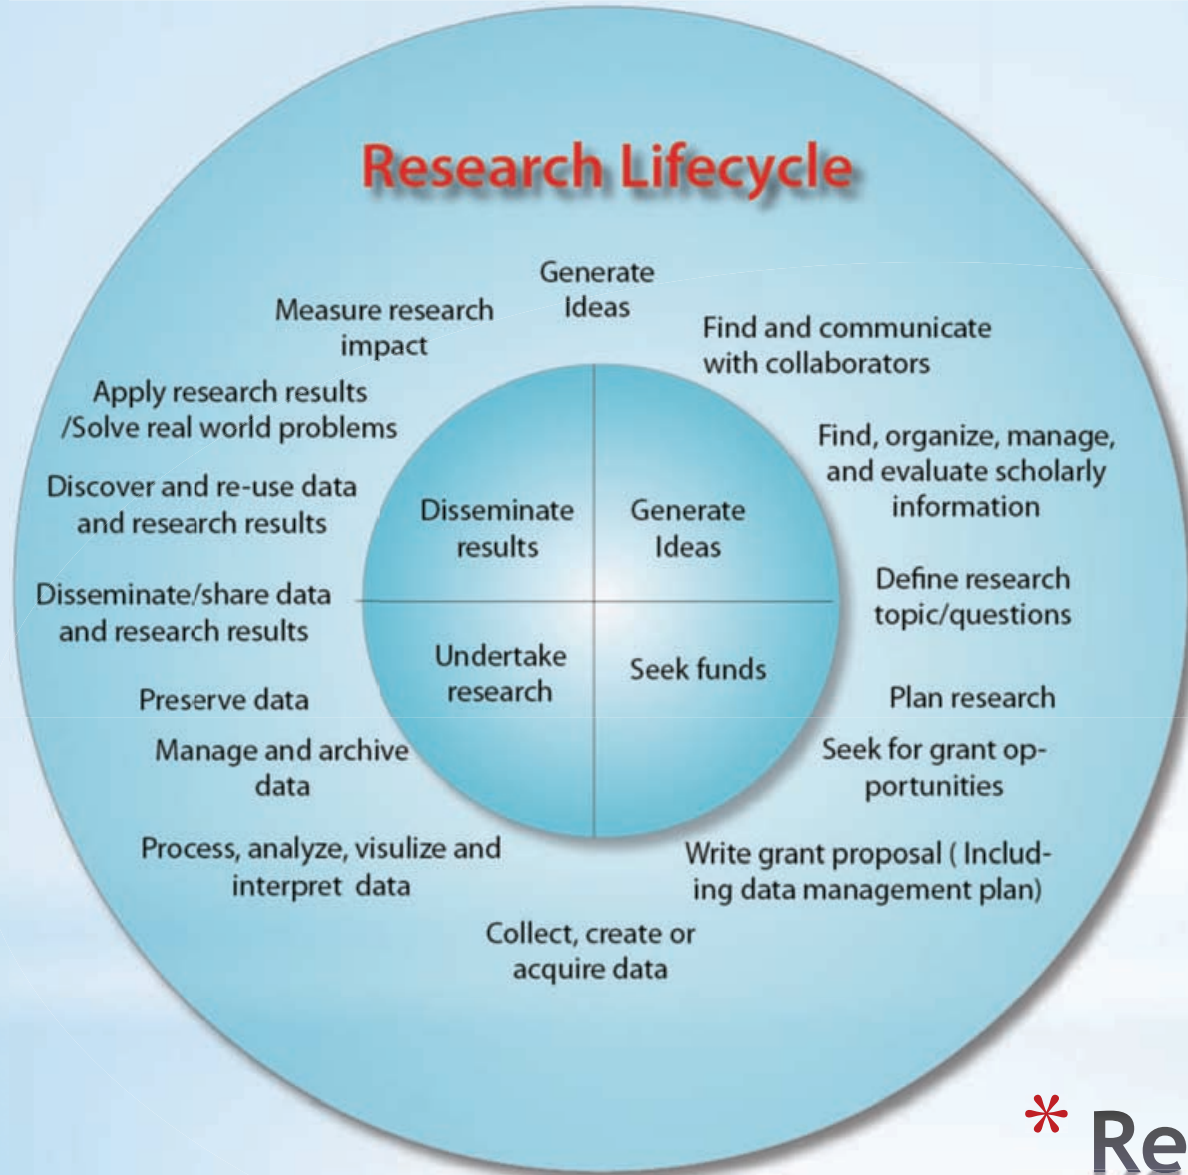 Research Lifecycle
Generate
Ideas
Find and communicate
with collaborators
Find, organize, manage,
and evaluate scholarly
information
Define research
topic/questions
Plan research
Seek for grant op-
portunities
Write grant proposal ( Includ-
ing data management plan)
Collect, create or
acquire data
Process, analyze, visulize and
interpret data
Manage and archive
data
Preserve data
Disseminate/share data
and research results
Discover and re-use data
and research results
Apply research results
/Solve real world problems
Measure research
impact
Generate
Ideas
Seek funds
Undertake
research
Disseminate
results
* Re